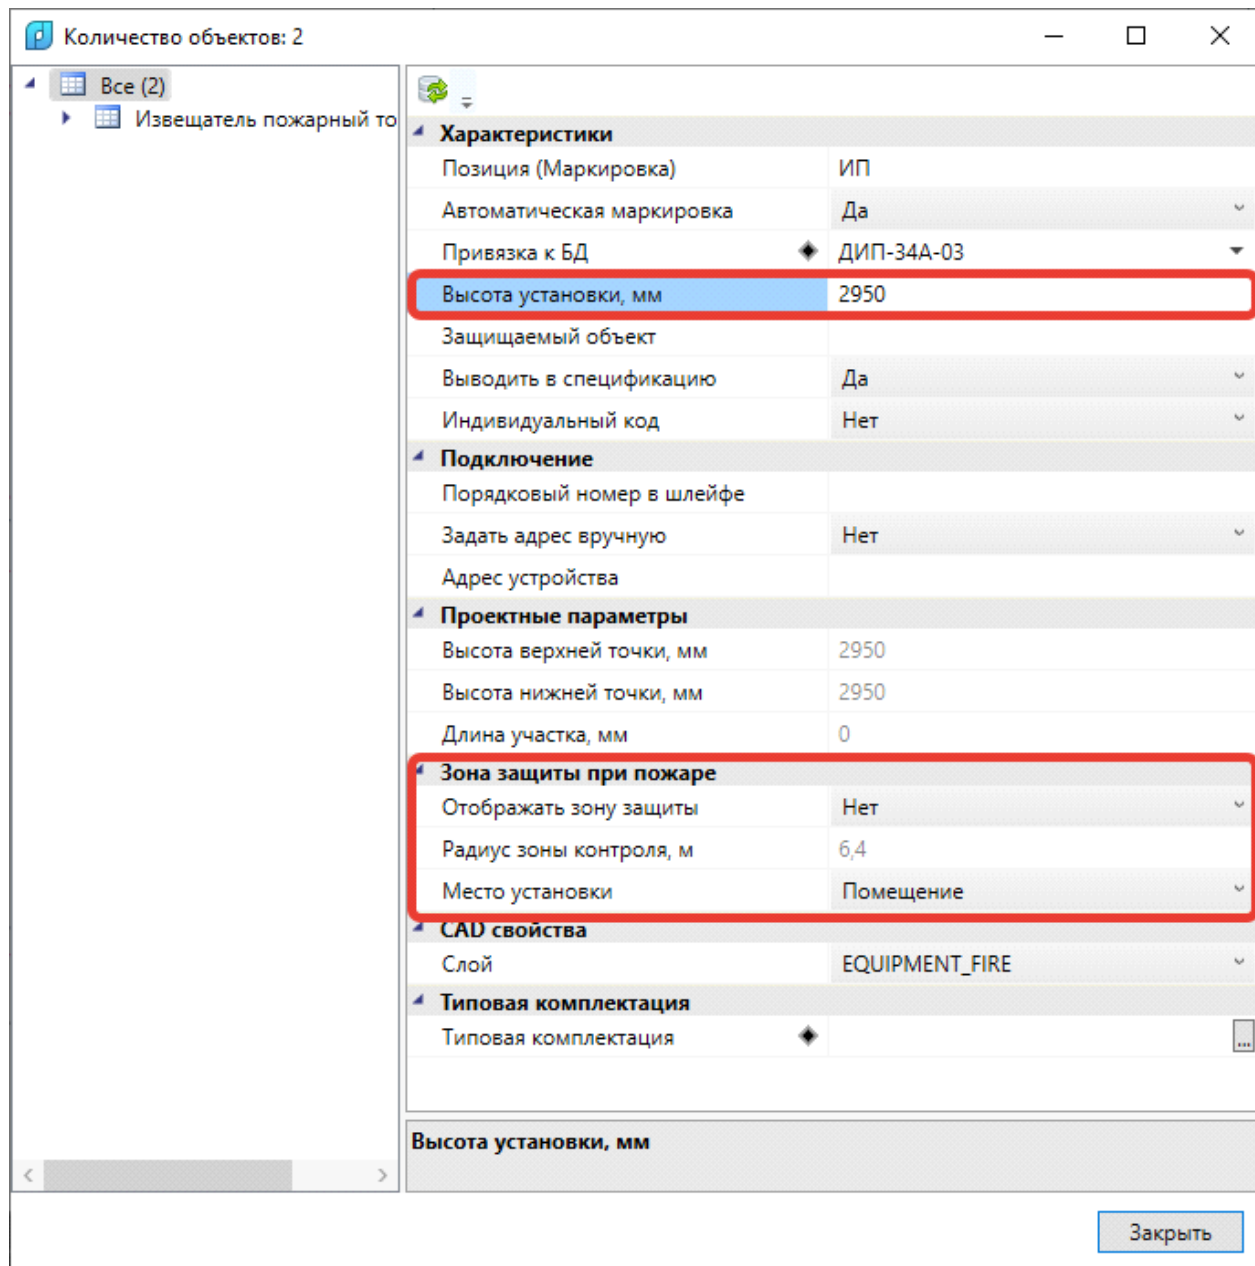 Количество объектов: 2
Все (2)
Извещатель пожарный то
Характеристики
Позиция (Маркировка) ИП
Автоматическая маркировка Да
Привязка к БД ДИП-34А-03
Высота установки, мм 2950
Защищаемый объект
Выводить в спецификацию Да
Индивидуальный код Нет
Подключение
Порядковый номер в шлейфе
Задать адрес вручную Нет
Адрес устройства
Проектные параметры
Высота верхней точки, мм 2950
Высота нижней точки, мм 2950
Длина участка, мм 0
Зона защиты при пожаре
Отображать зону защиты Нет
Радиус зоны контроля, м 6,4
Место установки Помещение
CAD свойства
Слой EQUIPMENT_FIRE
Типовая комплектация
Типовая комплектация ...
Высота установки, мм
Закрыть